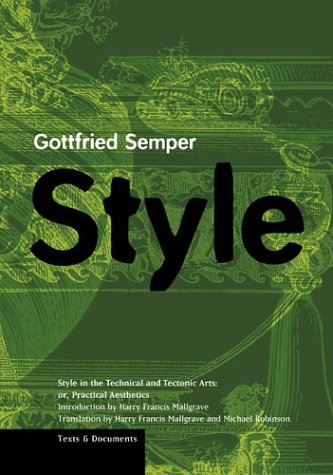 Gottfried Semper
Style
Style in the Technical and Tectonic Arts;
or, Practical Aesthetics
Introduction by Harry Francis Mallgrave
Translation by Harry Francis Mallgrave and Michael Robinson
Texts & Documents